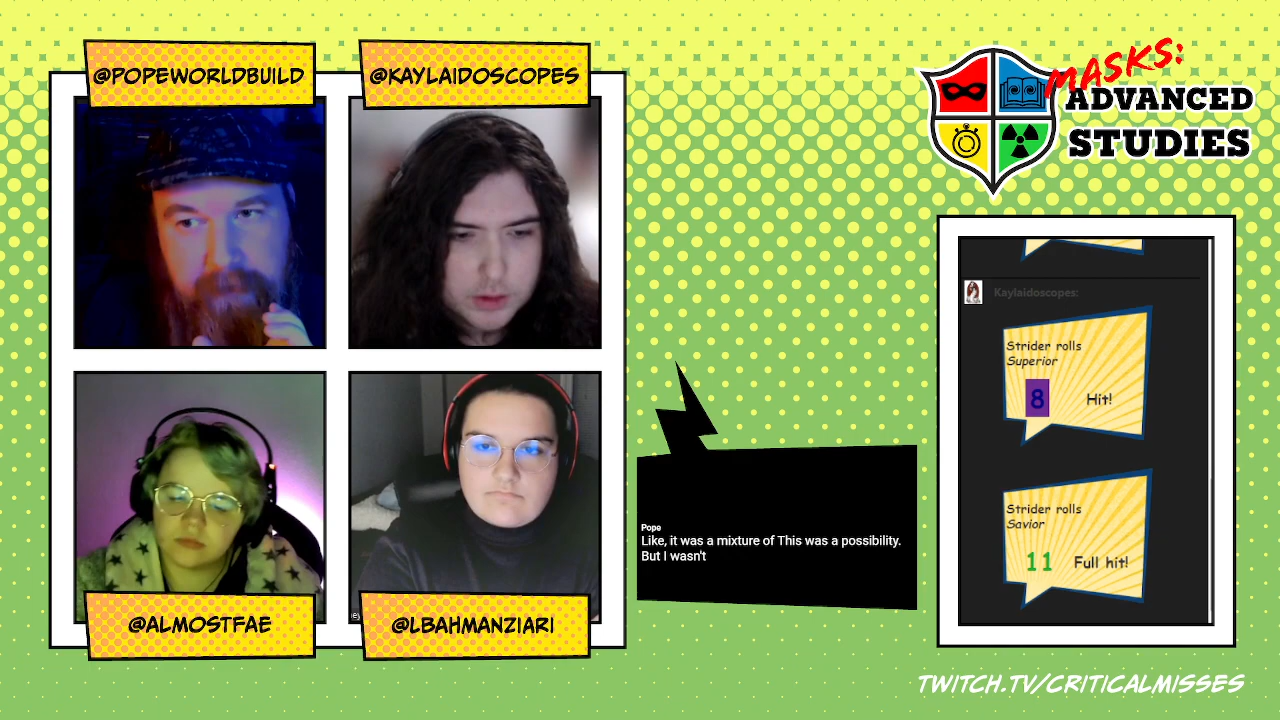 @POPEWORLDBUILD
@KAYLAIDOSCOPES
@ALMOSTFAE
@LBAHMANZIARI
Pope
Like, it was a mixture of This was a possibility.
But I wasn't
MASKS:
ADVANCED
STUDIES
Kaylaidoscopes:
Strider rolls
Superior
8 Hit!
Strider rolls
Savior
11 Full hit!
TWITCH.TV/CRITICALMISSES